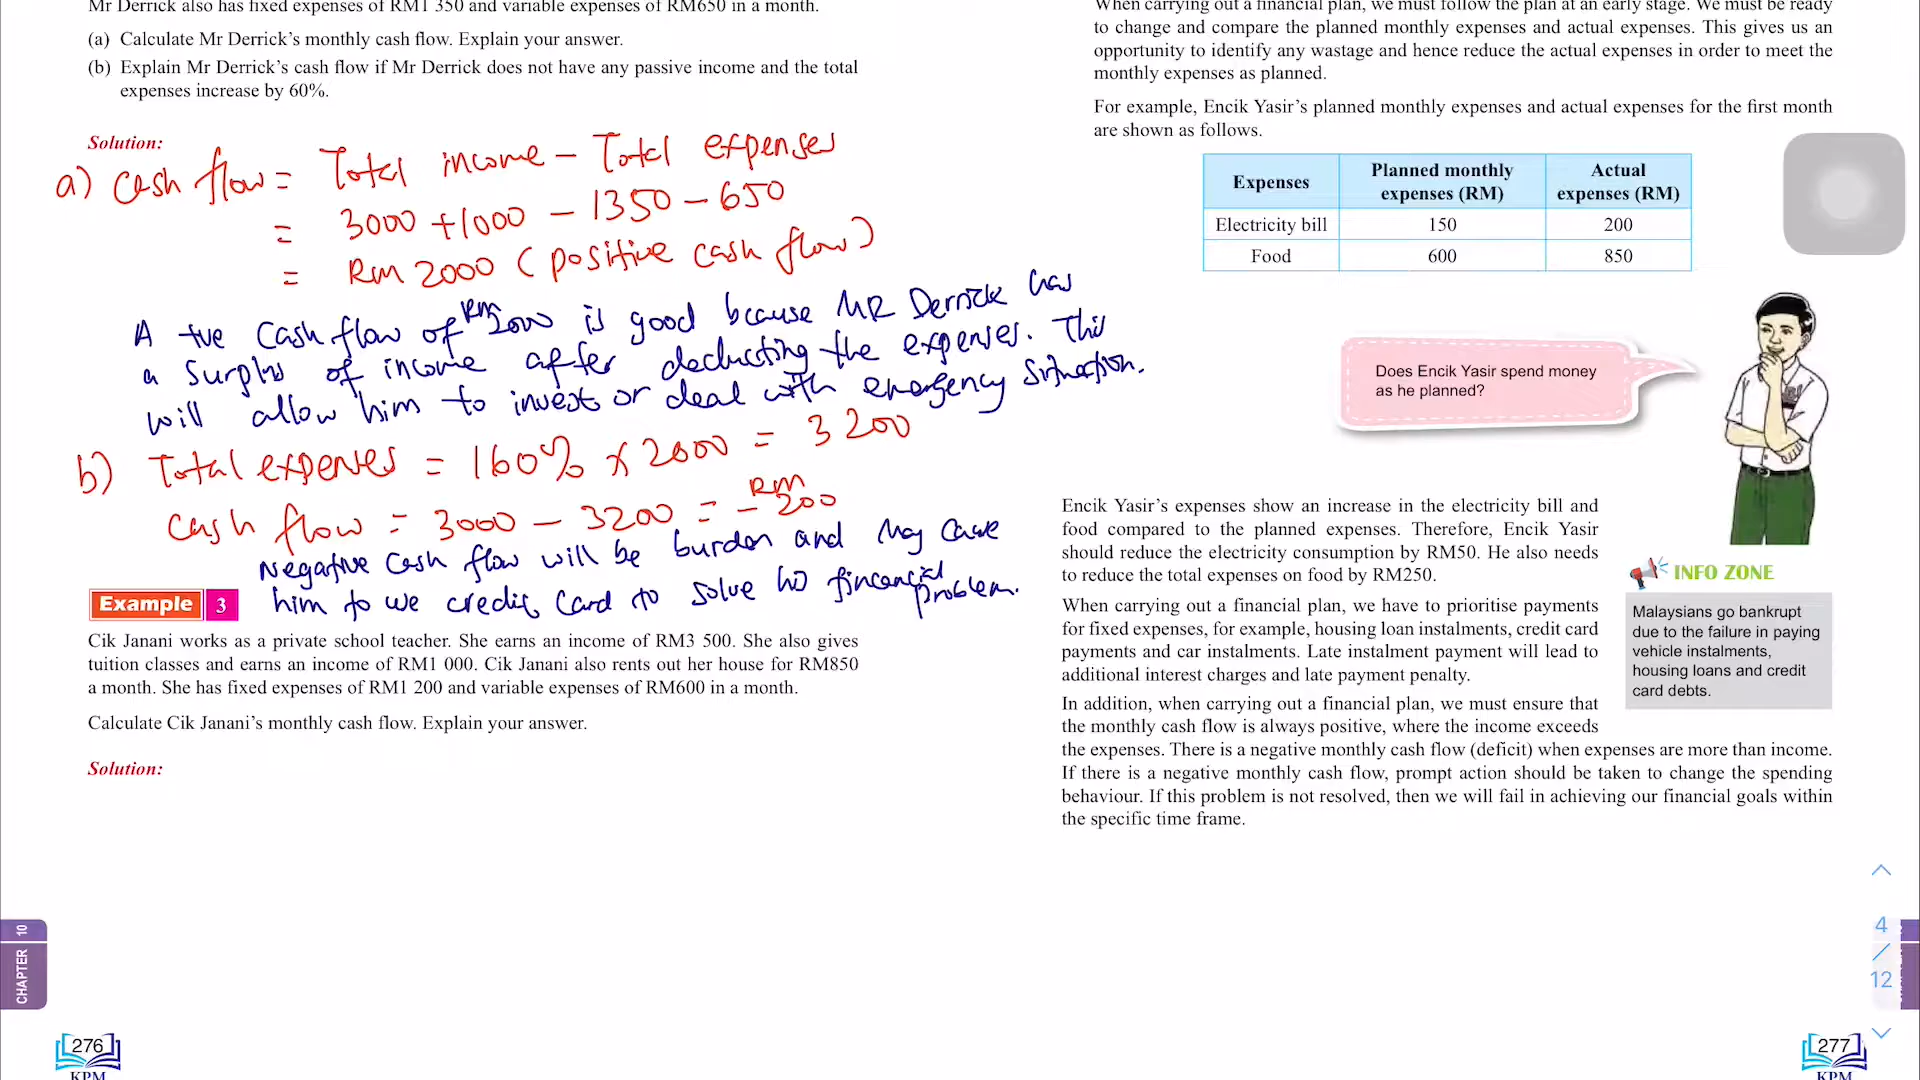 Mr Derrick also has fixed expenses of RM1 350 and variable expenses of RM650 in a month.
(a) Calculate Mr Derrick's monthly cash flow. Explain your answer.
(b) Explain Mr Derrick's cash flow if Mr Derrick does not have any passive income and the total
expenses increase by 60%.
Solution:
a) Cash flow = Total income - Total expenses
= 3000 + 1000 - 1350 - 650
= RM 2000 (positive cash flow)
A +ve Cash flow of RM 2000 is good because MR Derrick has
a surplus of income after deducting the expenses. This
will allow him to invest or deal with emergency situation.
b) Total expenses = 160% x 2000 = 3200
Cash flow = 3000 - 3200 = - RM 200
Negative cash flow will be burden and may cause
him to use credit card to solve his financial problem.
Example 3
Cik Janani works as a private school teacher. She earns an income of RM3 500. She also gives
tuition classes and earns an income of RM1 000. Cik Janani also rents out her house for RM850
a month. She has fixed expenses of RM1 200 and variable expenses of RM600 in a month.
Calculate Cik Janani's monthly cash flow. Explain your answer.
Solution:
CHAPTER 10
276
KPM
When carrying out a financial plan, we must follow the plan at an early stage. We must be ready
to change and compare the planned monthly expenses and actual expenses. This gives us an
opportunity to identify any wastage and hence reduce the actual expenses in order to meet the
monthly expenses as planned.
For example, Encik Yasir's planned monthly expenses and actual expenses for the first month
are shown as follows.
Expenses Planned monthly expenses (RM) Actual expenses (RM)
Electricity bill 150 200
Food 600 850
Does Encik Yasir spend money
as he planned?
Encik Yasir's expenses show an increase in the electricity bill and
food compared to the planned expenses. Therefore, Encik Yasir
should reduce the electricity consumption by RM50. He also needs
to reduce the total expenses on food by RM250.
When carrying out a financial plan, we have to prioritise payments
for fixed expenses, for example, housing loan instalments, credit card
payments and car instalments. Late instalment payment will lead to
additional interest charges and late payment penalty.
INFO ZONE
Malaysians go bankrupt
due to the failure in paying
vehicle instalments,
housing loans and credit
card debts.
In addition, when carrying out a financial plan, we must ensure that
the monthly cash flow is always positive, where the income exceeds
the expenses. There is a negative monthly cash flow (deficit) when expenses are more than income.
If there is a negative monthly cash flow, prompt action should be taken to change the spending
behaviour. If this problem is not resolved, then we will fail in achieving our financial goals within
the specific time frame.
4
/
12
277
KPM